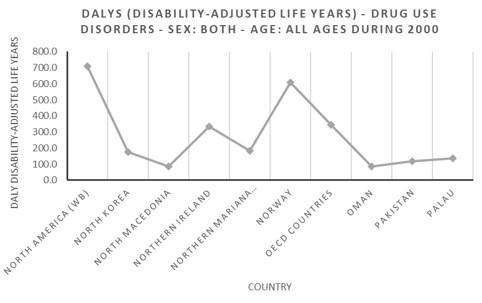 DALYS (DISABILITY-ADJUSTED LIFE YEARS) - DRUG USE
DISORDERS - SEX: BOTH - AGE: ALL AGES DURING 2000
DALY DISABILITY-ADJUSTED LIFE YEARS
800.0
700.0
600.0
500.0
400.0
300.0
200.0
100.0
0.0
NORTH AMERICA (WB)
NORTH KOREA
NORTH MACEDONIA
NORTHERN IRELAND
NORTHERN MARIANA...
NORWAY
OECD COUNTRIES
OMAN
PAKISTAN
PALAU
COUNTRY